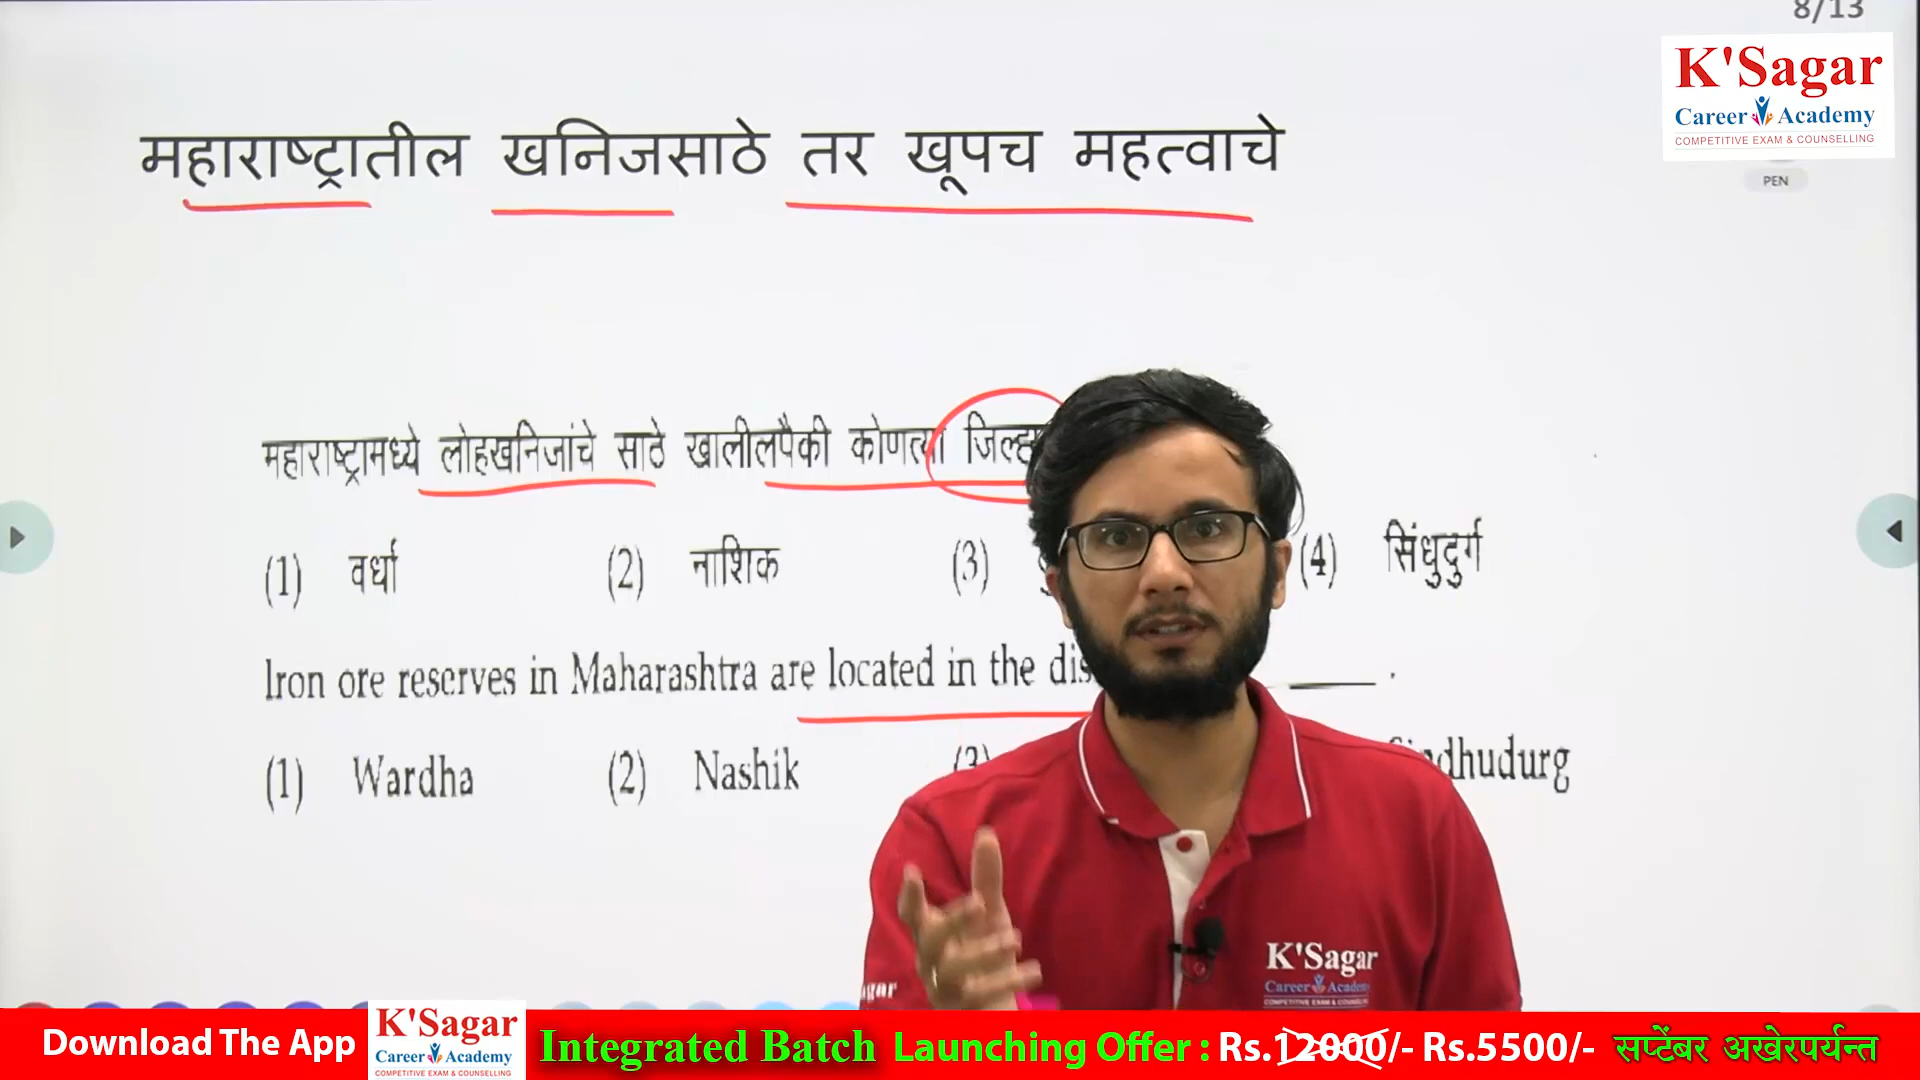 8/13
K'Sagar
Career Academy
COMPETITIVE EXAM & COUNSELLING
PEN
महाराष्ट्रातील खनिजसाठे तर खूपच महत्वाचे
महाराष्ट्रामध्ये लोहखनिजांचे साठे खालीलपैकी कोणत्या
(1) वर्धा (2) नाशिक (3) (4) सिंधुदुर्ग
Iron ore reserves in Maharashtra are located in the
(1) Wardha (2) Nashik (3)
K'Sagar
Career Academy
Download The App K'Sagar Career Academy COMPETITIVE EXAM & COUNSELLING Integrated Batch Launching Offer : Rs.12000/- Rs.5500/- सप्टेंबर अखेरपर्यन्त